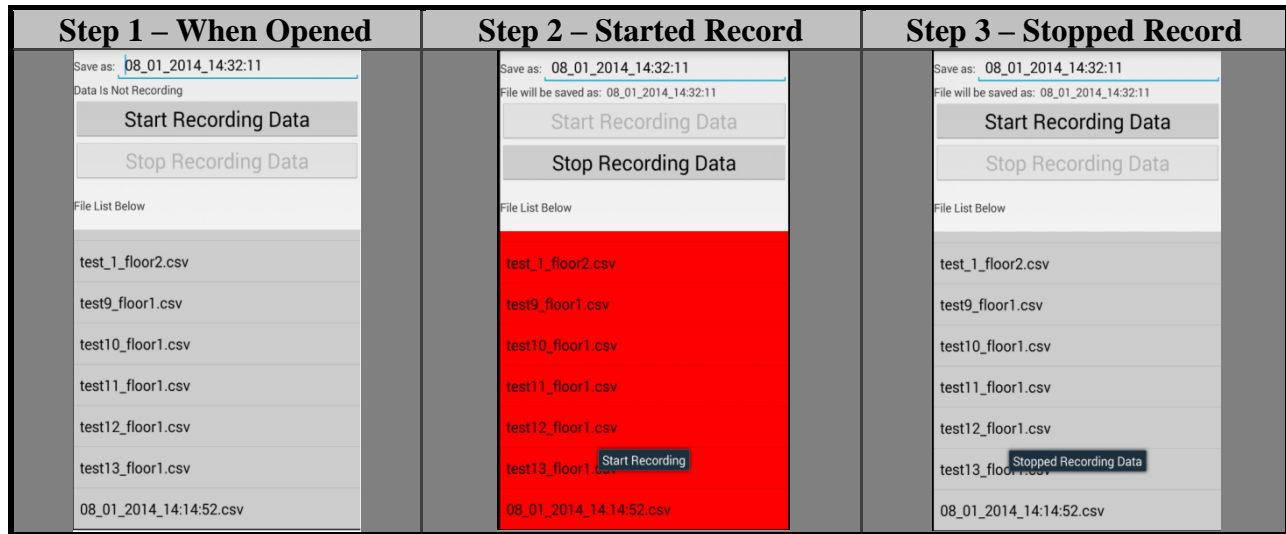 Step 1 – When Opened
Save as: 08_01_2014_14:32:11
Data Is Not Recording
Start Recording Data
Stop Recording Data
File List Below
test_1_floor2.csv
test9_floor1.csv
test10_floor1.csv
test11_floor1.csv
test12_floor1.csv
test13_floor1.csv
08_01_2014_14:14:52.csv
Step 2 – Started Record
Save as: 08_01_2014_14:32:11
File will be saved as: 08_01_2014_14:32:11
Start Recording Data
Stop Recording Data
File List Below
test_1_floor2.csv
test9_floor1.csv
test10_floor1.csv
test11_floor1.csv
test12_floor1.csv
Start Recording
test13_floor1.csv
08_01_2014_14:14:52.csv
Step 3 – Stopped Record
Save as: 08_01_2014_14:32:11
File will be saved as: 08_01_2014_14:32:11
Start Recording Data
Stop Recording Data
File List Below
test_1_floor2.csv
test9_floor1.csv
test10_floor1.csv
test11_floor1.csv
test12_floor1.csv
Stopped Recording Data
08_01_2014_14:14:52.csv